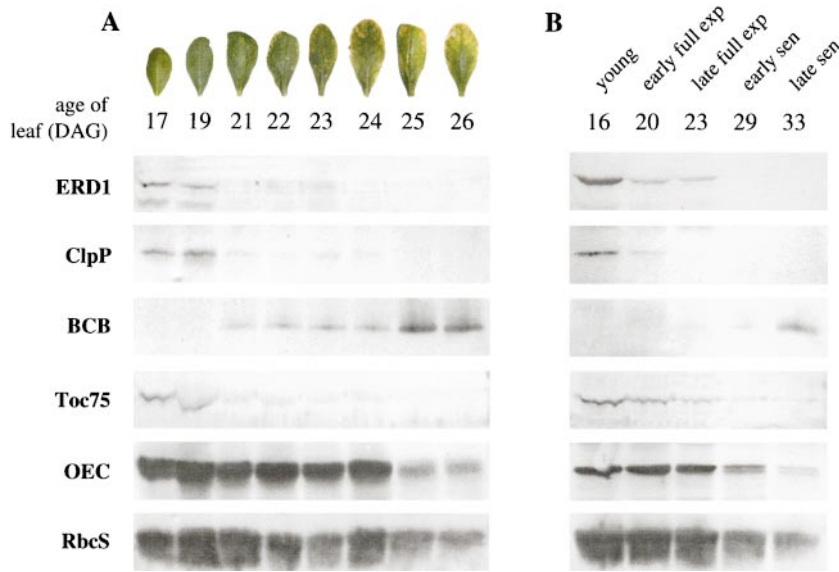 A
age of
leaf (DAG)
17 19 21 22 23 24 25 26
B
young early full exp late full exp early sen late sen
16 20 23 29 33
ERD1
ClpP
BCB
Toc75
OEC
RbcS